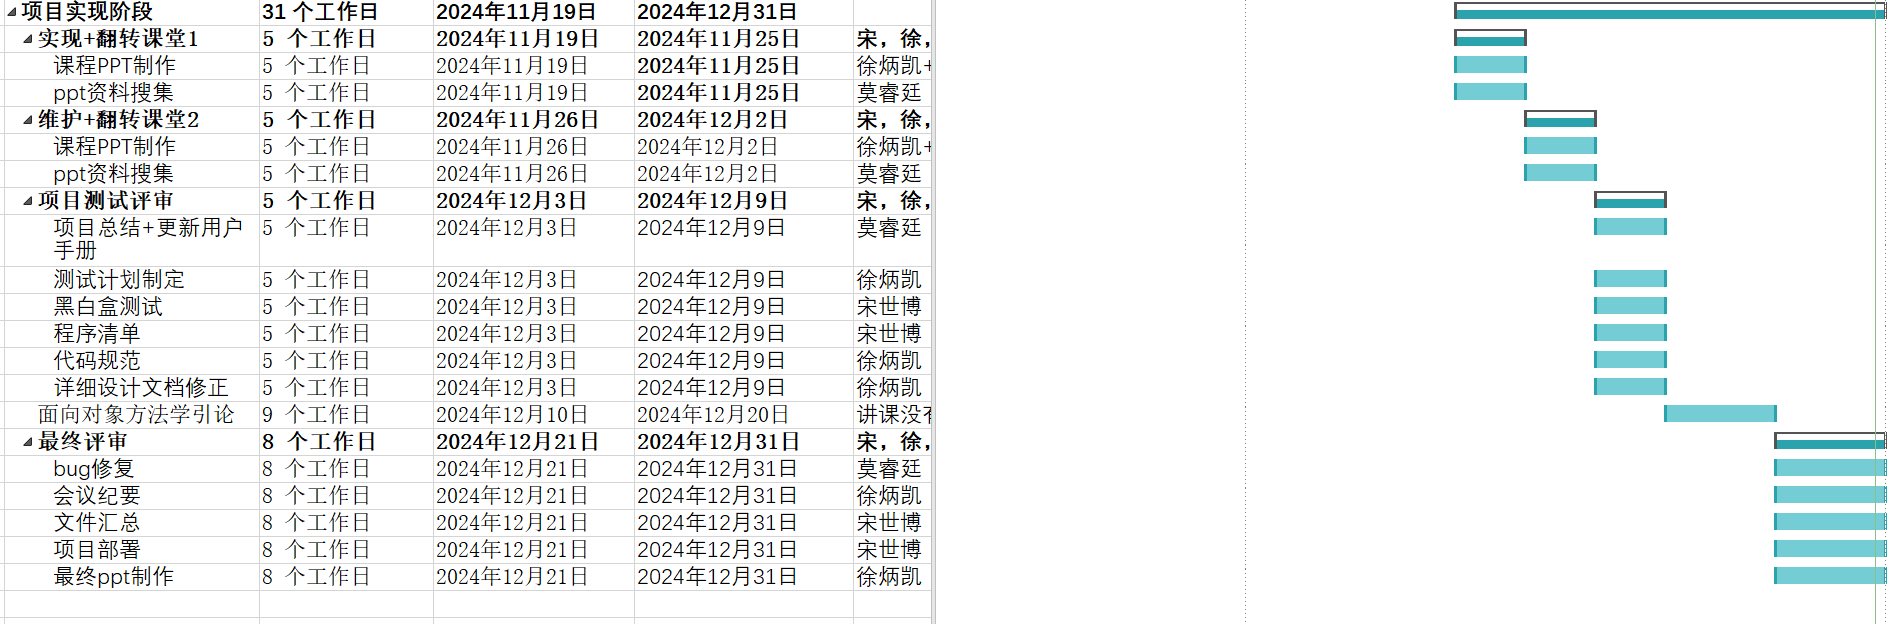 项目实现阶段 31 个工作日 2024年11月19日 2024年12月31日
实现+翻转课堂1 5 个工作日 2024年11月19日 2024年11月25日 宋，徐，
课程PPT制作 5 个工作日 2024年11月19日 2024年11月25日 徐炳凯+
ppt资料搜集 5 个工作日 2024年11月19日 2024年11月25日 莫睿廷
维护+翻转课堂2 5 个工作日 2024年11月26日 2024年12月2日 宋，徐，
课程PPT制作 5 个工作日 2024年11月26日 2024年12月2日 徐炳凯+
ppt资料搜集 5 个工作日 2024年11月26日 2024年12月2日 莫睿廷
项目测试评审 5 个工作日 2024年12月3日 2024年12月9日 宋，徐，
项目总结+更新用户 5 个工作日 2024年12月3日 2024年12月9日 莫睿廷
手册
测试计划制定 5 个工作日 2024年12月3日 2024年12月9日 徐炳凯
黑白盒测试 5 个工作日 2024年12月3日 2024年12月9日 宋世博
程序清单 5 个工作日 2024年12月3日 2024年12月9日 宋世博
代码规范 5 个工作日 2024年12月3日 2024年12月9日 徐炳凯
详细设计文档修正 5 个工作日 2024年12月3日 2024年12月9日 徐炳凯
面向对象方法学引论 9 个工作日 2024年12月10日 2024年12月20日 讲课没有
最终评审 8 个工作日 2024年12月21日 2024年12月31日 宋，徐，
bug修复 8 个工作日 2024年12月21日 2024年12月31日 莫睿廷
会议纪要 8 个工作日 2024年12月21日 2024年12月31日 徐炳凯
文件汇总 8 个工作日 2024年12月21日 2024年12月31日 宋世博
项目部署 8 个工作日 2024年12月21日 2024年12月31日 宋世博
最终ppt制作 8 个工作日 2024年12月21日 2024年12月31日 徐炳凯